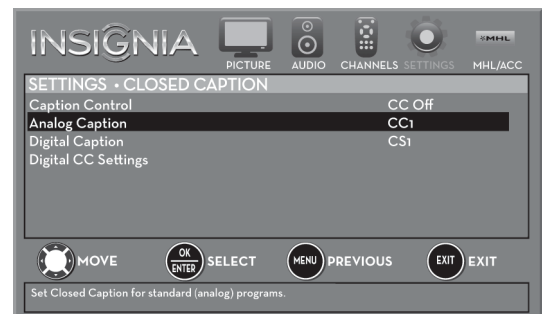 INSIGNIA
PICTURE AUDIO CHANNELS SETTINGS MHL/ACC
MHL
SETTINGS • CLOSED CAPTION
Caption Control CC Off
Analog Caption CC1
Digital Caption CS1
Digital CC Settings
MOVE OK ENTER SELECT MENU PREVIOUS EXIT EXIT
Set Closed Caption for standard (analog) programs.